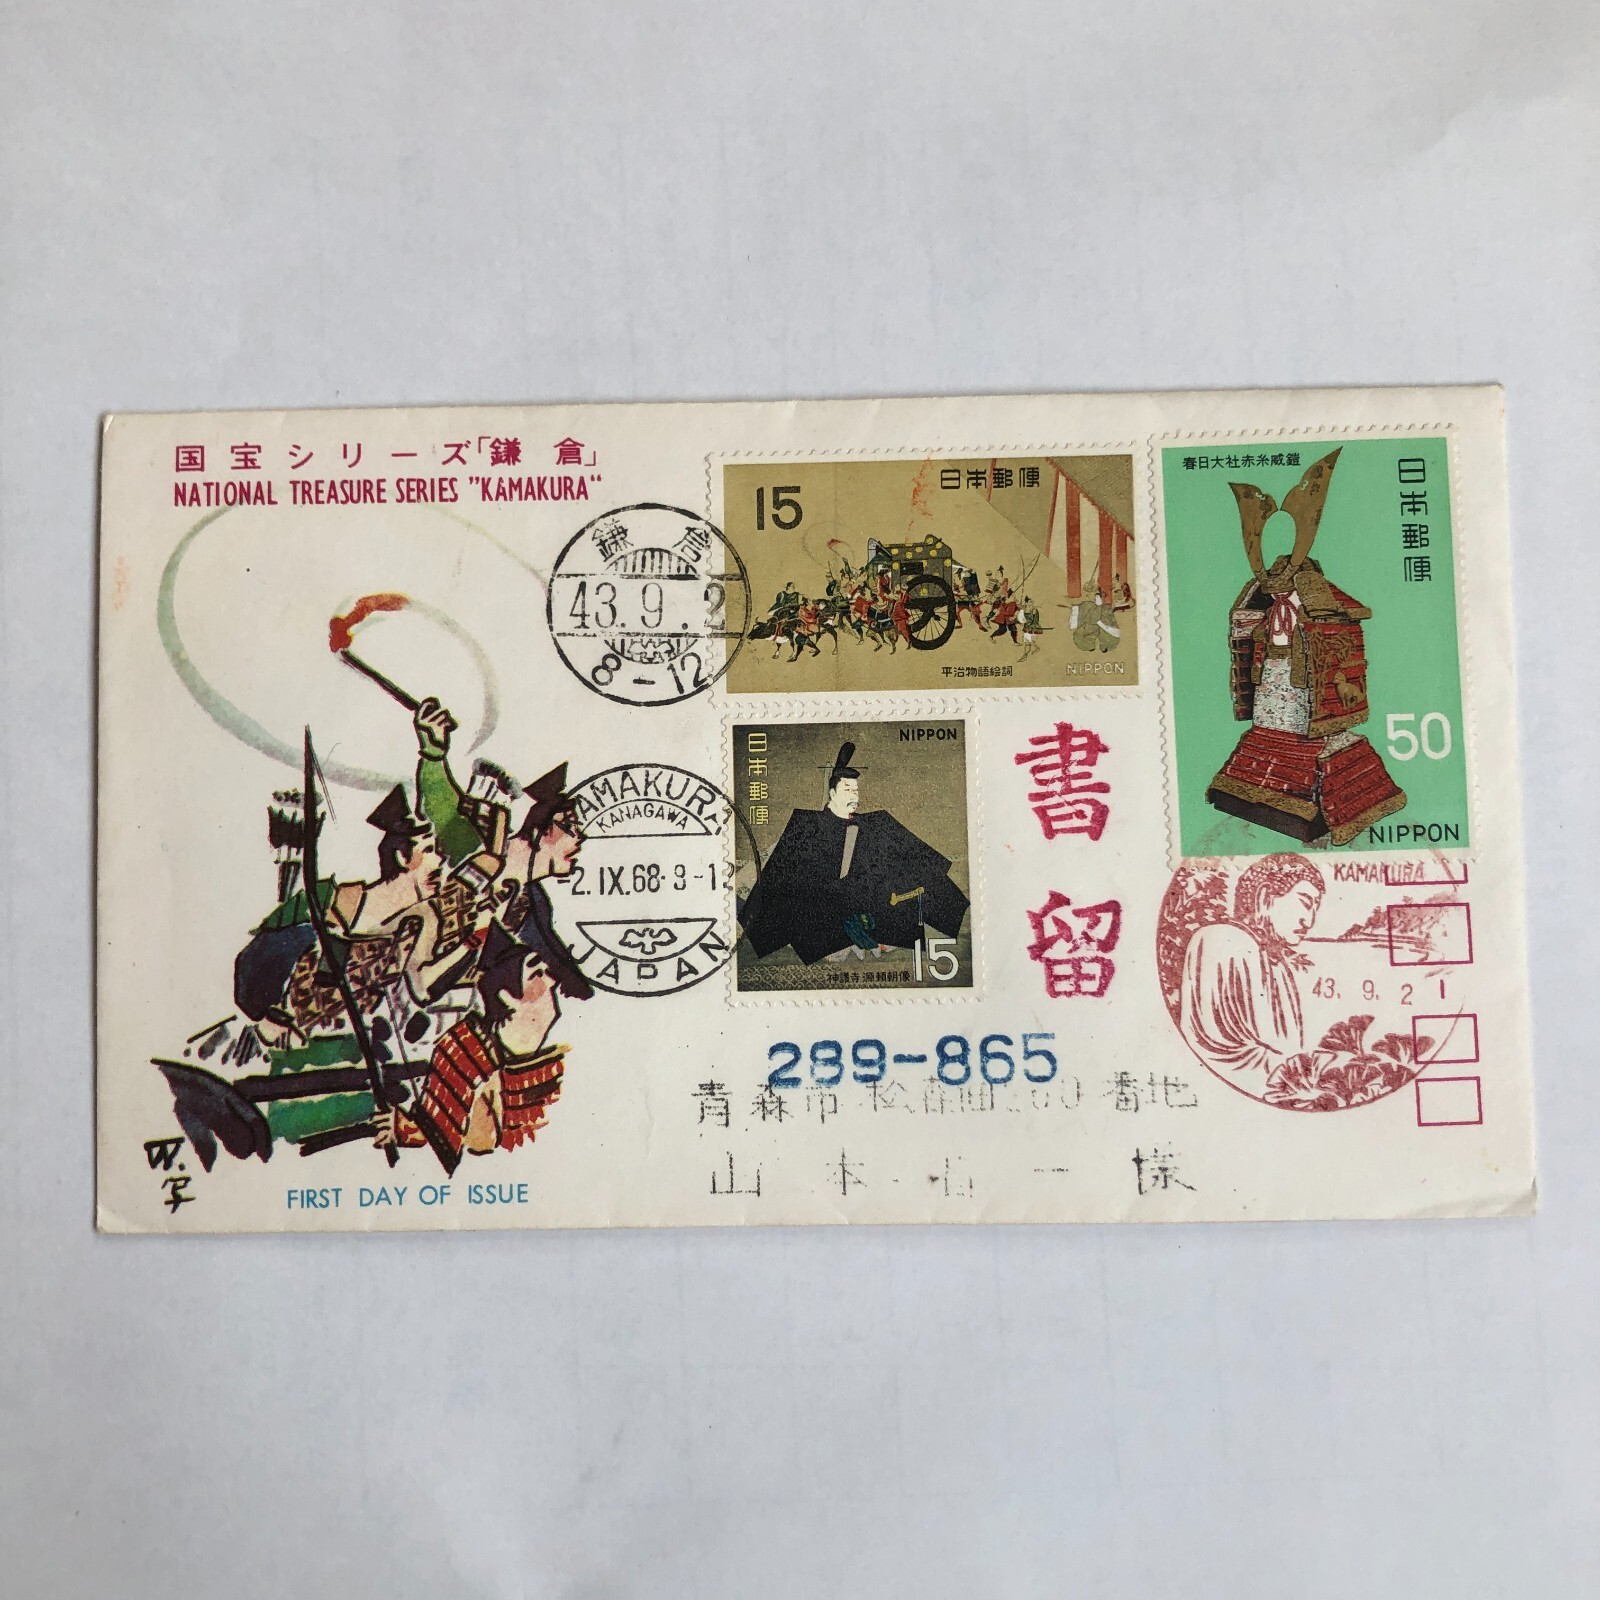 国宝シリーズ「鎌倉」
NATIONAL TREASURE SERIES "KAMAKURA"
鎌倉
43.9.2
8-12
15
日本郵便
平治物語絵詞
NIPPON
春日大社赤糸威鎧
日本郵便
50
NIPPON
KAMAKURA
KANAGAWA
-2.IX.68.8-12
JAPAN
日本郵便
NIPPON
神護寺源頼朝像
15
書留
KAMAKURA
43.9.2
289-865
青森市松森 番地
山本 一様
FIRST DAY OF ISSUE